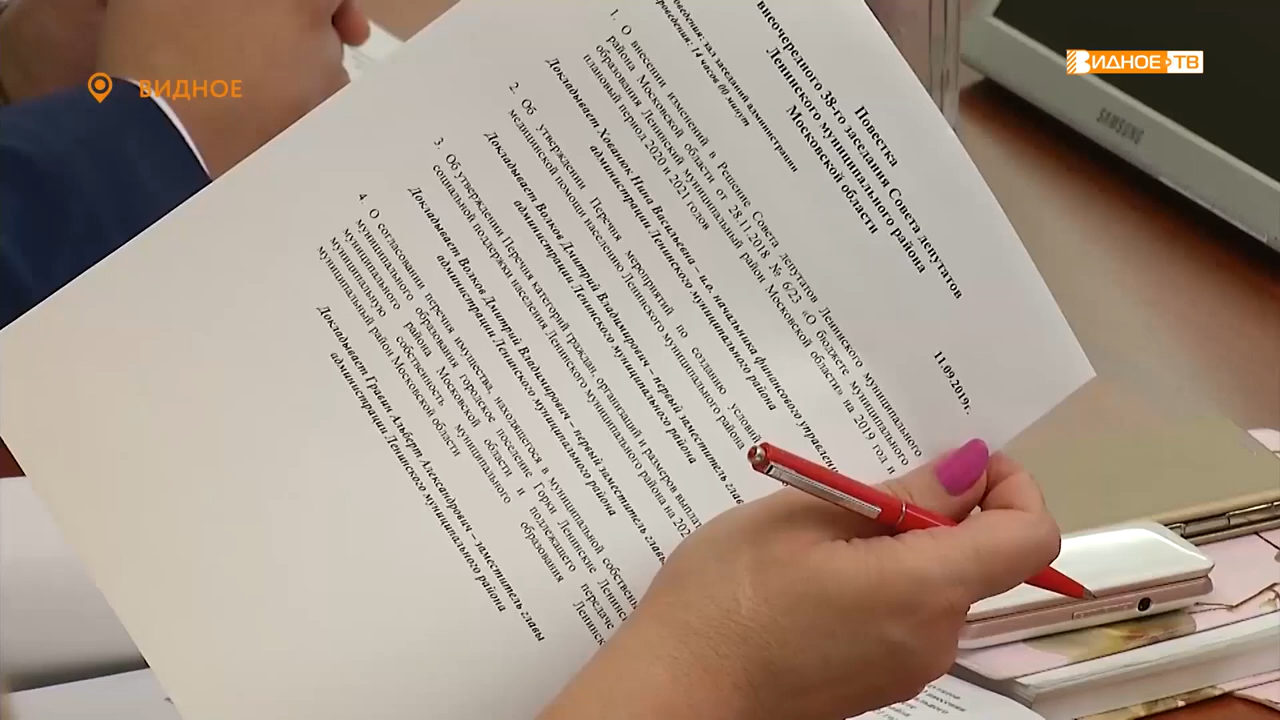 ВИДНОЕ
ВИДНОЕ ТВ
SAMSUNG
Повестка
внеочередного 38-го заседания Совета депутатов
Ленинского муниципального района
Московской области
11.09.2019г.
проведения: зал заседаний администрации
проведения: 14 часов 00 минут
1. О внесении изменений в Решение Совета депутатов Ленинского муниципального
района Московской области от 28.11.2018 № 6/23 «О бюджете муниципального
образования Ленинский муниципальный район Московской области» на 2019 год и
плановый период 2020 и 2021 годов
Докладывает Хованюк Нина Васильевна – и.о. начальника финансового управления
администрации Ленинского муниципального района
2. Об утверждении Перечня мероприятий по созданию условий
медицинской помощи населению Ленинского муниципального района
Докладывает Волков Дмитрий Владимирович – первый заместитель главы
администрации Ленинского муниципального района
3. Об утверждении Перечня категорий граждан, организаций и размеров выплат
социальной поддержки населения Ленинского муниципального района на 202
Докладывает Волков Дмитрий Владимирович – первый заместитель главы
администрации Ленинского муниципального района
4. О согласовании перечня имущества, находящегося в муниципальной собствен
муниципального образования городское поселение Горки Ленинские Ленинск
муниципального района Московской области и подлежащего передаче
муниципальную собственность муниципального образования Ленинск
муниципальный район Московской области
Докладывает Гравин Альберт Александрович – заместитель главы
администрации Ленинского муниципального района